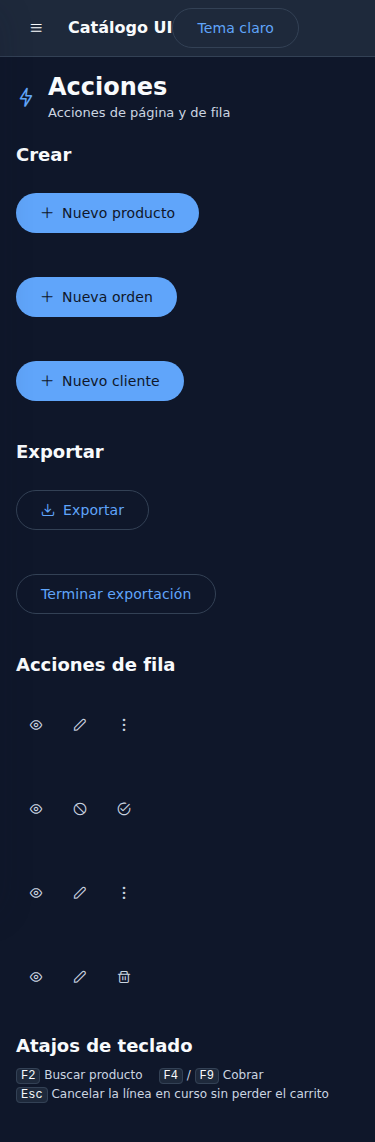 Catálogo UI
Tema claro
Acciones
Acciones de página y de fila
Crear
Nuevo producto
Nueva orden
Nuevo cliente
Exportar
Exportar
Terminar exportación
Acciones de fila
Atajos de teclado
F2 Buscar producto F4 / F9 Cobrar
Esc Cancelar la línea en curso sin perder el carrito